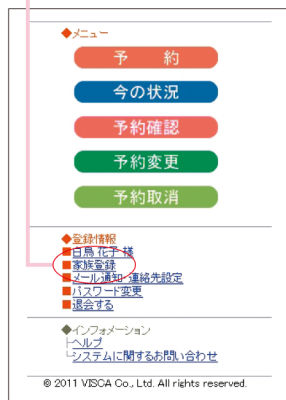 ◆メニュー
予 約
今の状況
予約確認
予約変更
予約取消
◆登録情報
■白鳥 花子 様
■家族登録
■メール通知・連絡先設定
■パスワード変更
■退会する
◆インフォメーション
├ヘルプ
└システムに関するお問い合わせ
© 2011 VISCA Co., Ltd. All rights reserved.